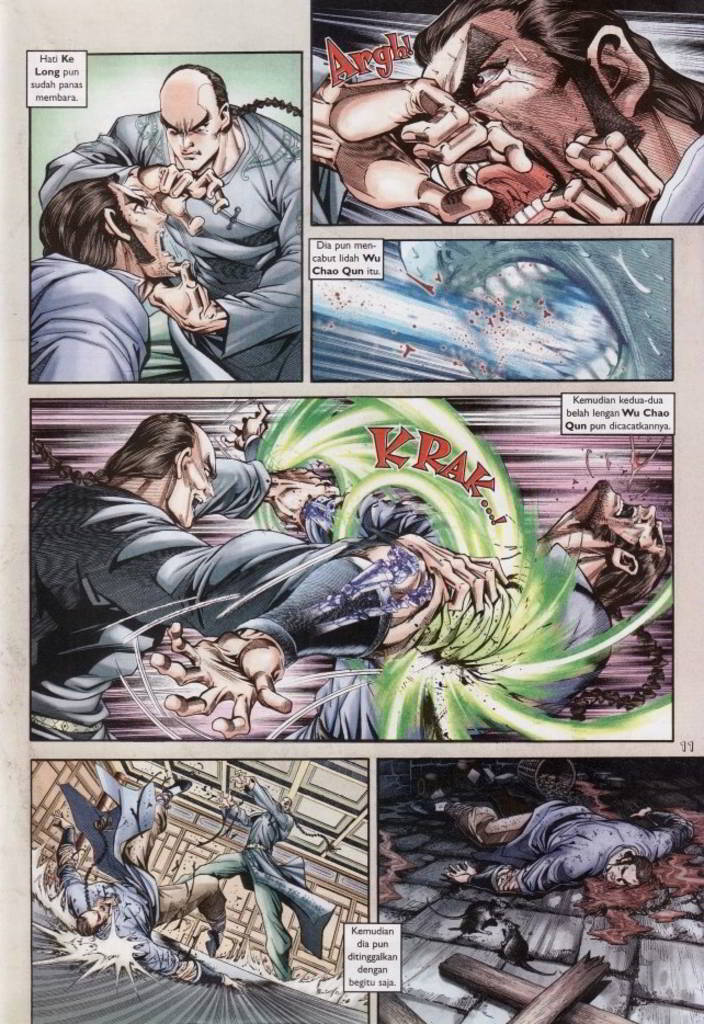 Hati Ke
Long pun
sudah panas
membara.
Argh!
Dia pun men-
cabut lidah Wu
Chao Qun itu.
Kemudian kedua-dua
belah lengan Wu Chao
Qun pun dicacatkannya.
KRAK...!
11
Kemudian
dia pun
ditinggalkan
dengan
begitu saja.